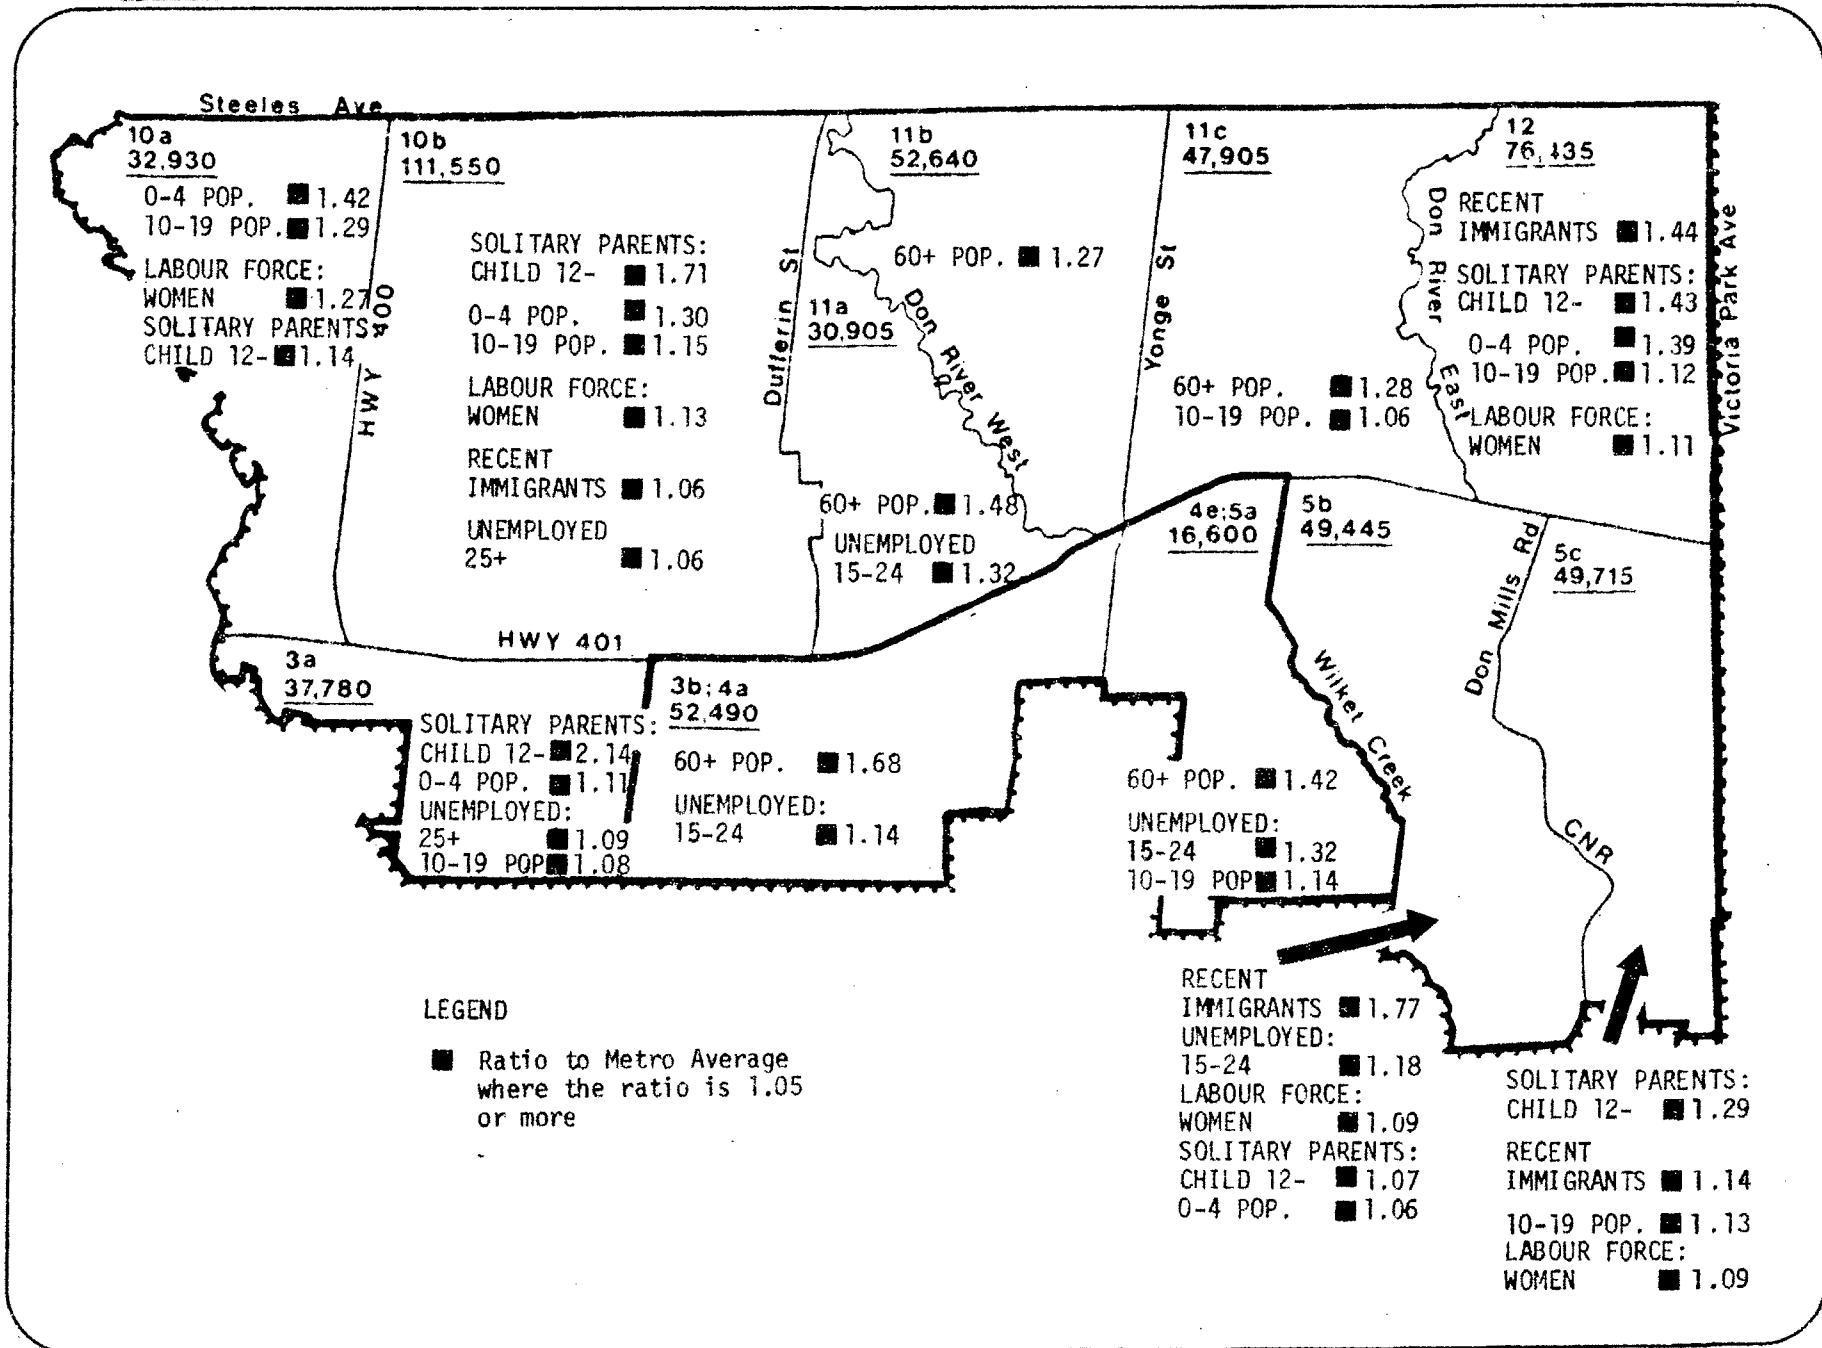 Steeles Ave
10a
32,930
0-4 POP. ■ 1.42
10-19 POP. ■ 1.29
LABOUR FORCE:
WOMEN ■ 1.27
SOLITARY PARENTS:
CHILD 12- ■ 1.14
HWY 400
10b
111,550
SOLITARY PARENTS:
CHILD 12- ■ 1.71
0-4 POP. ■ 1.30
10-19 POP. ■ 1.15
LABOUR FORCE:
WOMEN ■ 1.13
RECENT
IMMIGRANTS ■ 1.06
UNEMPLOYED
25+ ■ 1.06
Dufferin St
11a
30,905
60+ POP. ■ 1.48
UNEMPLOYED
15-24 ■ 1.32
Don River West
11b
52,640
60+ POP. ■ 1.27
Yonge St
11c
47,905
60+ POP. ■ 1.28
10-19 POP. ■ 1.06
Don River East
12
RECENT
IMMIGRANTS ■ 1.44
SOLITARY PARENTS:
CHILD 12- ■ 1.43
0-4 POP. ■ 1.39
10-19 POP. ■ 1.12
LABOUR FORCE:
WOMEN ■ 1.11
Victoria Park Ave
HWY 401
3a
37,780
SOLITARY PARENTS:
CHILD 12- ■ 2.14
0-4 POP. ■ 1.11
UNEMPLOYED:
25+ ■ 1.09
10-19 POP ■ 1.08
3b;4a
52,490
60+ POP. ■ 1.68
UNEMPLOYED:
15-24 ■ 1.14
4e;5a
16,600
60+ POP. ■ 1.42
UNEMPLOYED:
15-24 ■ 1.32
10-19 POP ■ 1.14
Wilket Creek
5b
49,445
RECENT
IMMIGRANTS ■ 1.77
UNEMPLOYED:
15-24 ■ 1.18
LABOUR FORCE:
WOMEN ■ 1.09
SOLITARY PARENTS:
CHILD 12- ■ 1.07
0-4 POP. ■ 1.06
Don Mills Rd
CNR
5c
49,715
SOLITARY PARENTS:
CHILD 12- ■ 1.29
RECENT
IMMIGRANTS ■ 1.14
10-19 POP. ■ 1.13
LABOUR FORCE:
WOMEN ■ 1.09
LEGEND
■ Ratio to Metro Average
where the ratio is 1.05
or more